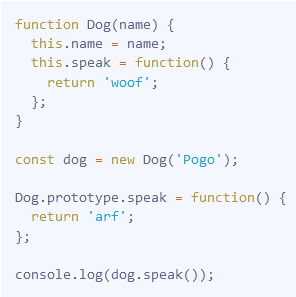 function Dog(name) {
  this.name = name;
  this.speak = function() {
    return 'woof';
  };
}

const dog = new Dog('Pogo');

Dog.prototype.speak = function() {
  return 'arf';
};

console.log(dog.speak());